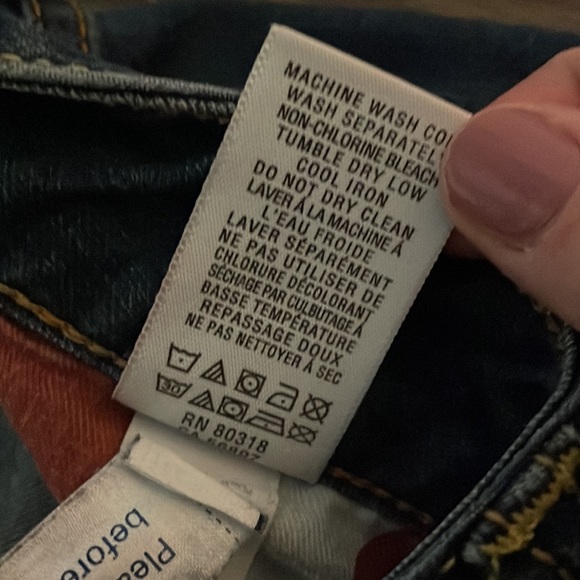 MACHINE WASH
WASH SEPARATELY
NON-CHLORINE BLEACH
TUMBLE DRY LOW
COOL IRON
DO NOT DRY CLEAN
LAVER À LA MACHINE À
L'EAU FROIDE
LAVER SÉPARÉMENT
NE PAS UTILISER DE
CHLORURE DÉCOLORANT
SÉCHAGE PAR CULBUTAGE À
BASSE TEMPÉRATURE
REPASSAGE DOUX
NE PAS NETTOYER À SEC
30
RN 80318
before